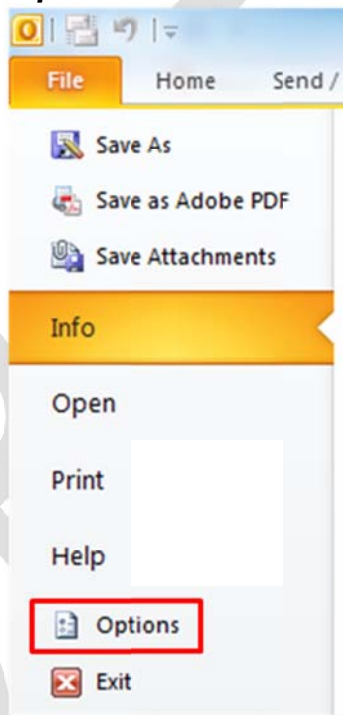 File Home Send /
Save As
Save as Adobe PDF
Save Attachments
Info
Open
Print
Help
Options
Exit